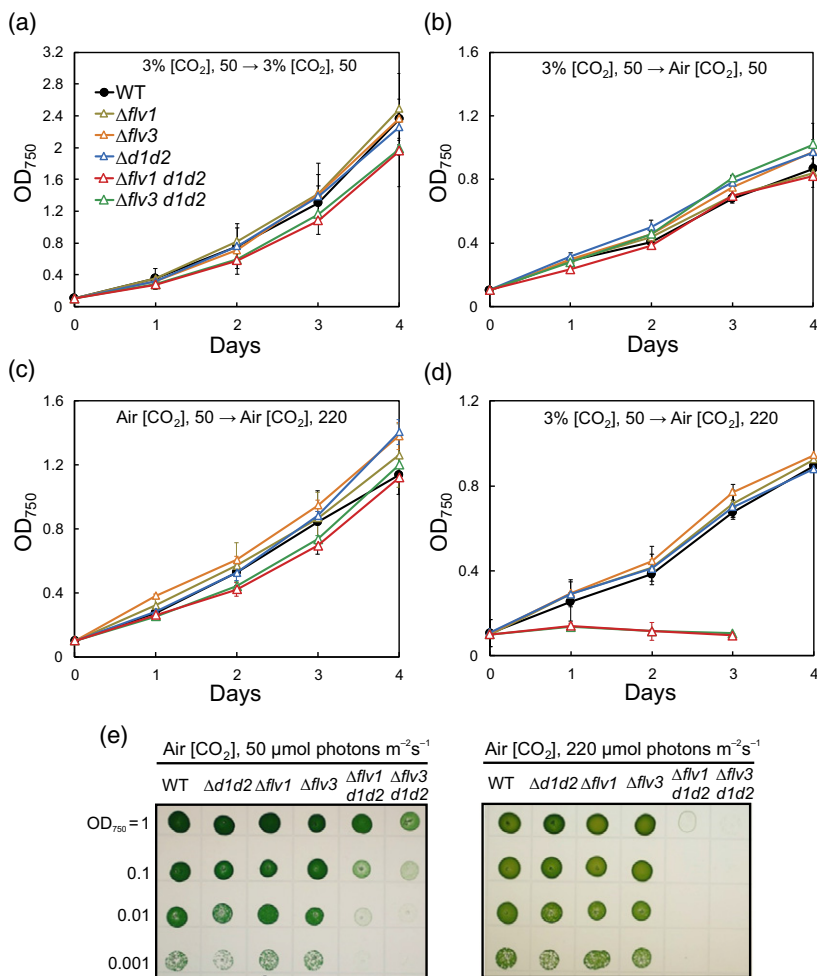 (a)
3% [CO₂], 50 → 3% [CO₂], 50
WT
Δflv1
Δflv3
Δd1d2
Δflv1 d1d2
Δflv3 d1d2
OD₇₅₀
3.2
2.8
2.4
2
1.6
1.2
0.8
0.4
0
0 1 2 3 4
Days
(b)
3% [CO₂], 50 → Air [CO₂], 50
OD₇₅₀
1.6
1.2
0.8
0.4
0
0 1 2 3 4
Days
(c)
Air [CO₂], 50 → Air [CO₂], 220
OD₇₅₀
1.6
1.2
0.8
0.4
0
0 1 2 3 4
Days
(d)
3% [CO₂], 50 → Air [CO₂], 220
OD₇₅₀
1.2
0.8
0.4
0
0 1 2 3 4
Days
(e)
Air [CO₂], 50 μmol photons m⁻²s⁻¹
WT Δd1d2 Δflv1 Δflv3 Δflv1 d1d2 Δflv3 d1d2
OD₇₅₀ = 1
0.1
0.01
0.001
Air [CO₂], 220 μmol photons m⁻²s⁻¹
WT Δd1d2 Δflv1 Δflv3 Δflv1 d1d2 Δflv3 d1d2